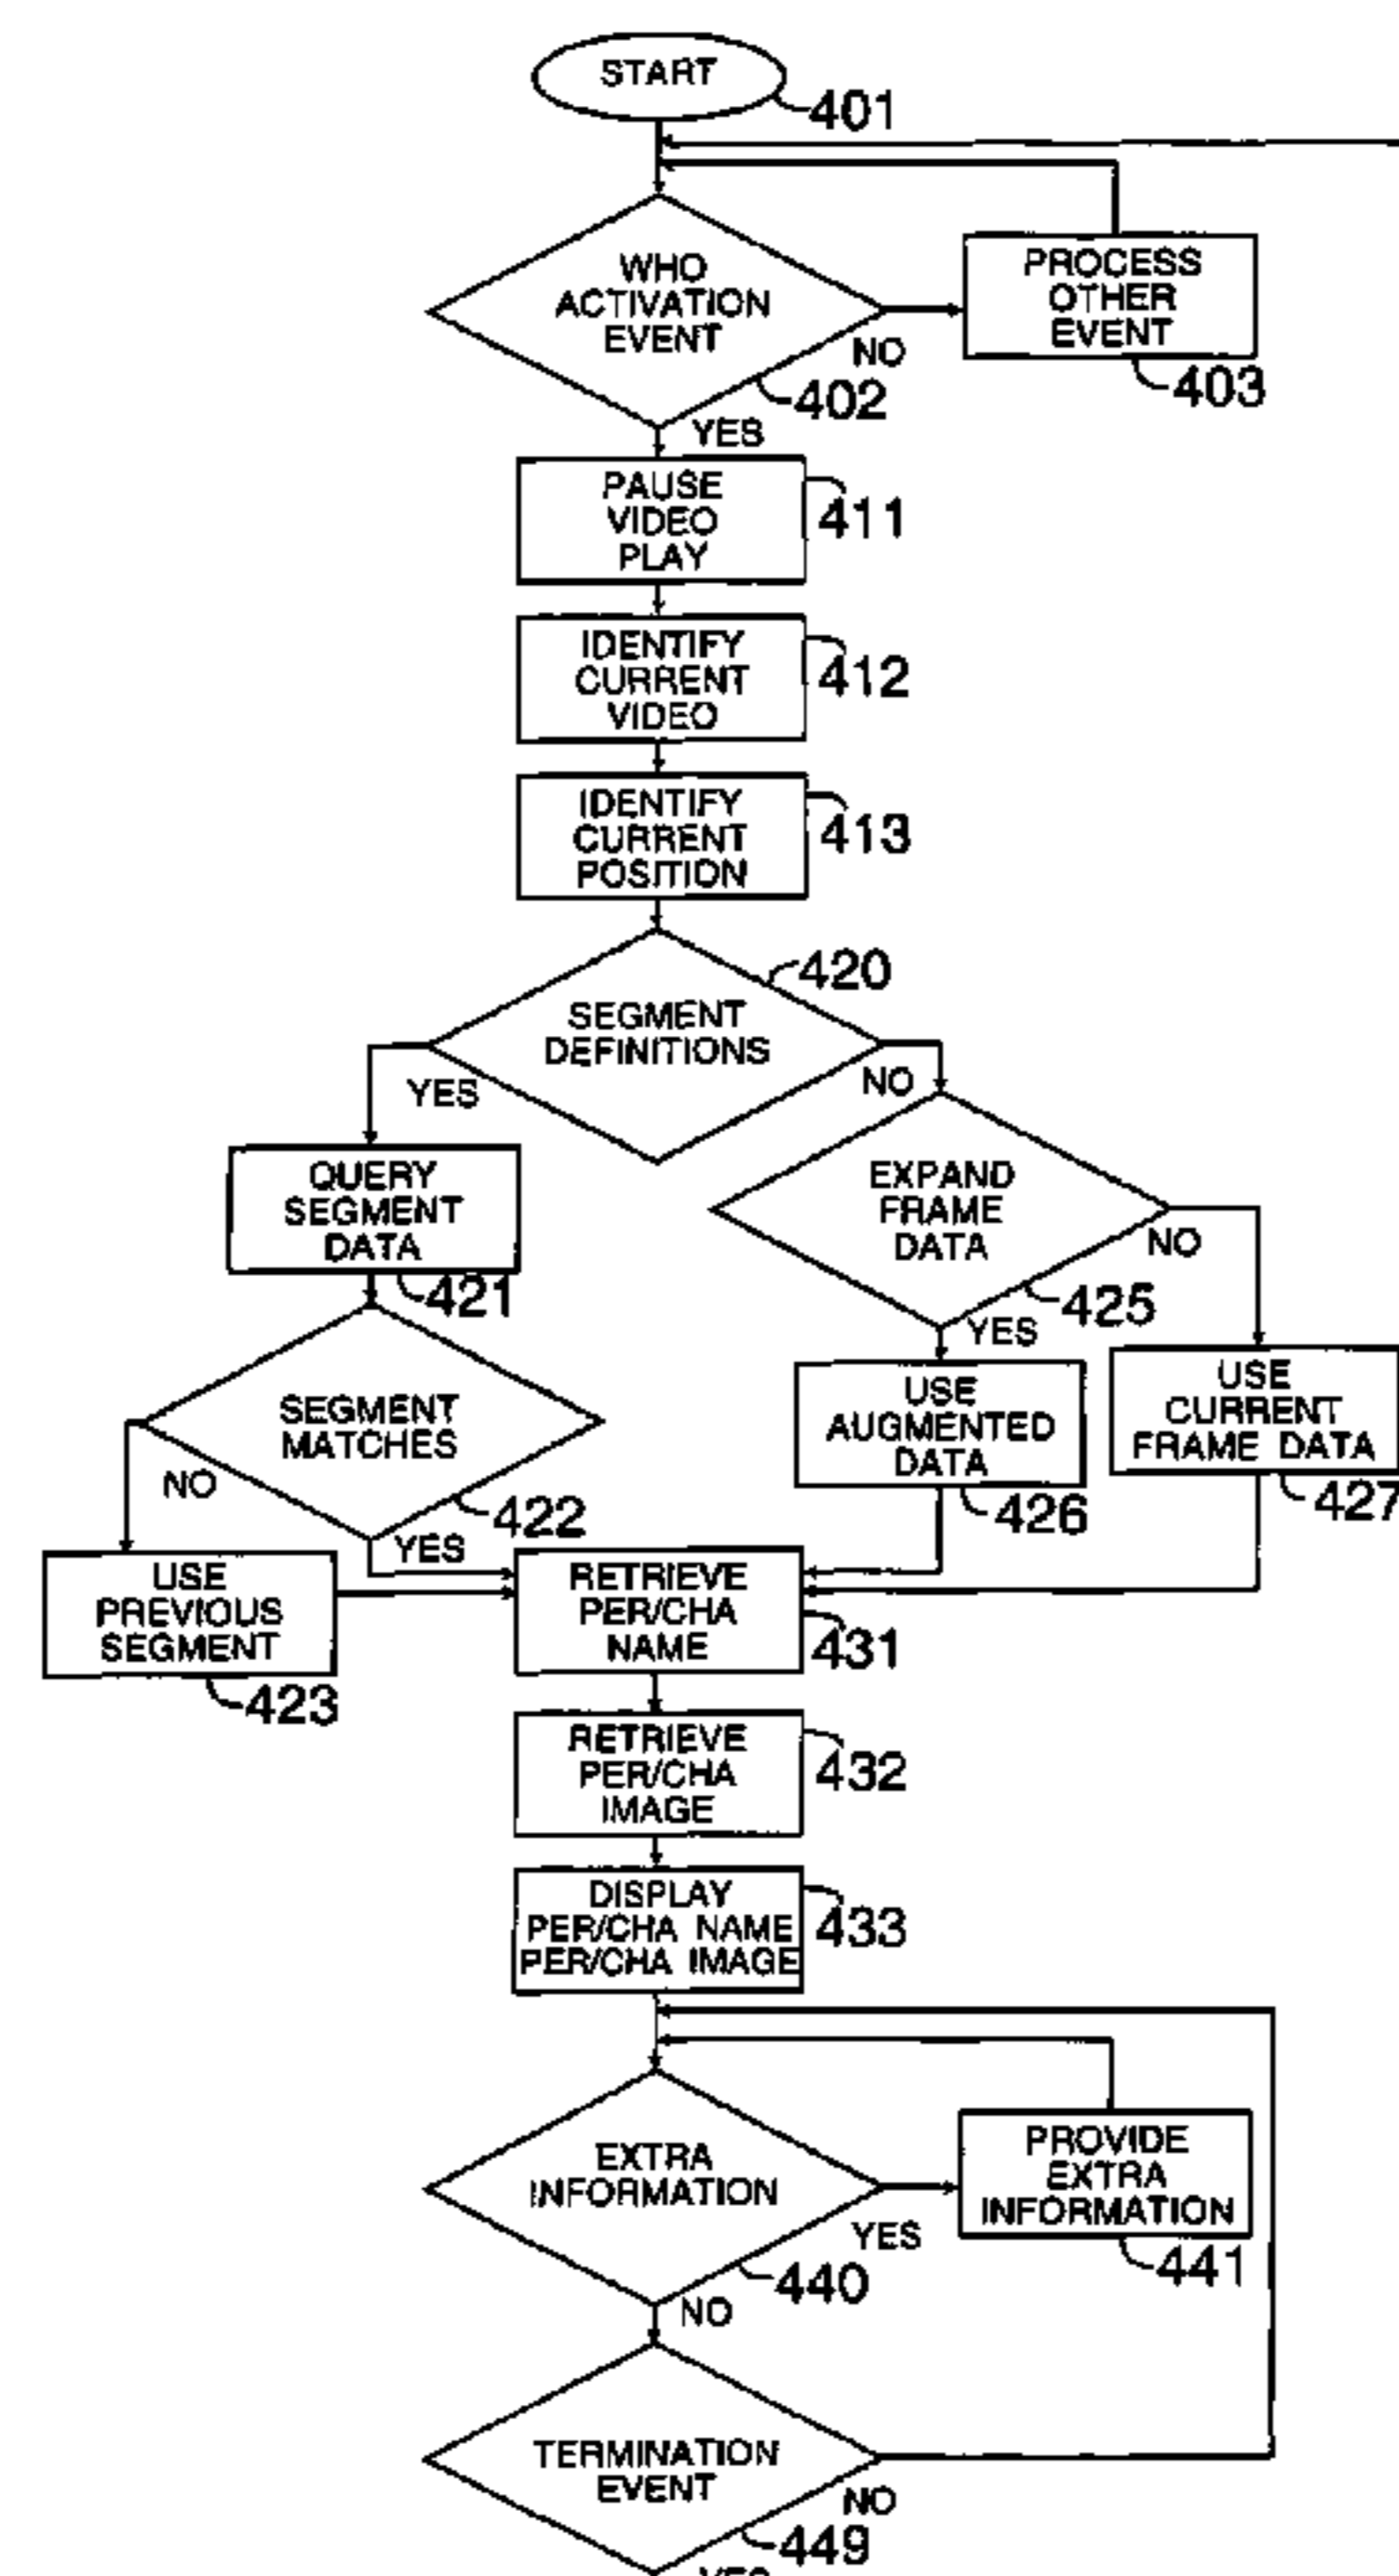 START
401
WHO
ACTIVATION
EVENT
NO
402
PROCESS
OTHER
EVENT
403
YES
PAUSE
VIDEO
PLAY
411
IDENTIFY
CURRENT
VIDEO
412
IDENTIFY
CURRENT
POSITION
413
420
SEGMENT
DEFINITIONS
YES
NO
QUERY
SEGMENT
DATA
421
EXPAND
FRAME
DATA
NO
425
YES
SEGMENT
MATCHES
NO
422
YES
USE
AUGMENTED
DATA
426
USE
CURRENT
FRAME DATA
427
USE
PREVIOUS
SEGMENT
423
RETRIEVE
PER/CHA
NAME
431
RETRIEVE
PER/CHA
IMAGE
432
DISPLAY
PER/CHA NAME
PER/CHA IMAGE
433
EXTRA
INFORMATION
YES
440
PROVIDE
EXTRA
INFORMATION
441
NO
TERMINATION
EVENT
NO
449
YES